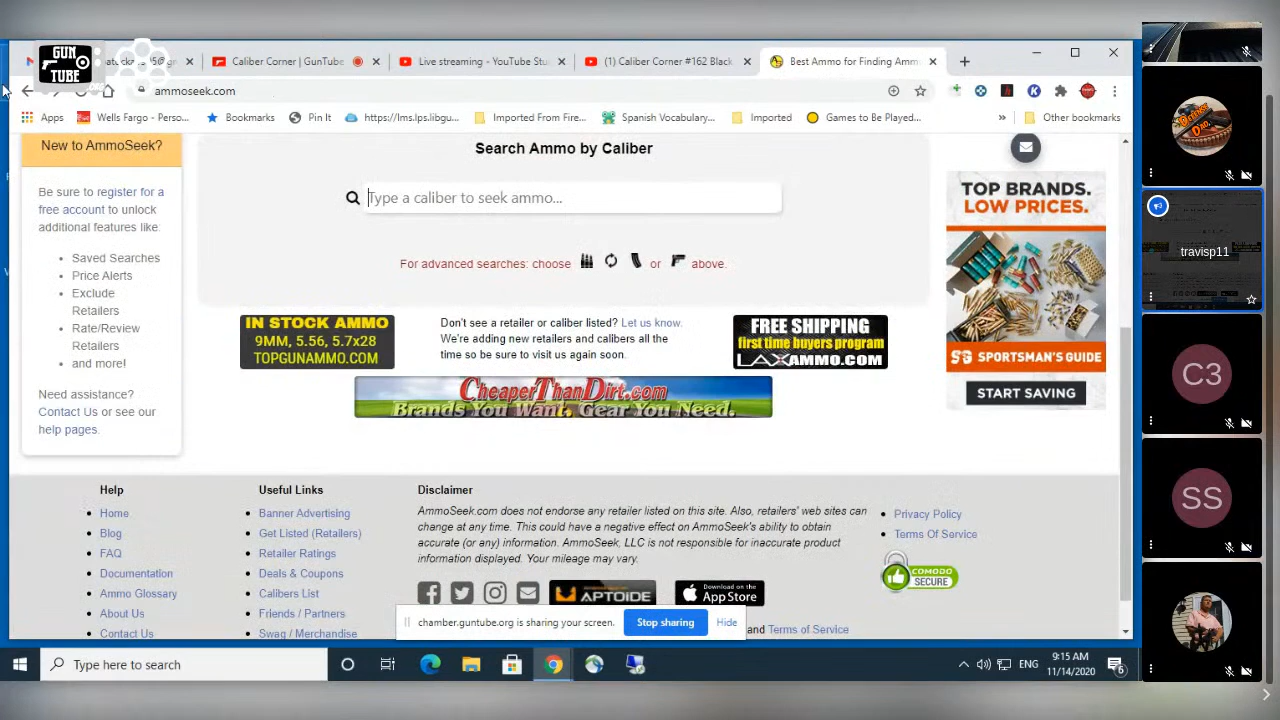 GUN
TUBE
atucka
5@g
Caliber Corner | GunTube
Live streaming - YouTube Stu
(1) Caliber Corner #162 Black
Best Ammo for Finding Amm
ammoseek.com
Apps
Wells Fargo - Perso...
Bookmarks
Pin It
https://lms.lps.libgu...
Imported From Fire...
Spanish Vocabulary...
Imported
Games to Be Played...
»
Other bookmarks
New to AmmoSeek?
Be sure to register for a
free account to unlock
additional features like:
• Saved Searches
• Price Alerts
• Exclude
Retailers
• Rate/Review
Retailers
• and more!
Need assistance?
Contact Us or see our
help pages.
Search Ammo by Caliber
Type a caliber to seek ammo...
For advanced searches: choose or above.
IN STOCK AMMO
9MM, 5.56, 5.7x28
TOPGUNAMMO.COM
Don't see a retailer or caliber listed? Let us know.
We're adding new retailers and calibers all the
time so be sure to visit us again soon.
FREE SHIPPING
first time buyers program
LAXAMMO.COM
CheaperThanDirt.com
Brands You Want. Gear You Need.
TOP BRANDS.
LOW PRICES.
SG SPORTSMAN'S GUIDE
START SAVING
Help
• Home
• Blog
• FAQ
• Documentation
• Ammo Glossary
• About Us
• Contact Us
Useful Links
• Banner Advertising
• Get Listed (Retailers)
• Retailer Ratings
• Deals & Coupons
• Calibers List
• Friends / Partners
• Swag / Merchandise
Disclaimer
AmmoSeek.com does not endorse any retailer listed on this site. Also, retailers' web sites can
change at any time. This could have a negative effect on AmmoSeek's ability to obtain
accurate (or any) information. AmmoSeek, LLC is not responsible for inaccurate product
information displayed. Your mileage may vary.
APTOIDE
Download on the
App Store
and Terms of Service
• Privacy Policy
• Terms Of Service
COMODO
SECURE
chamber.guntube.org is sharing your screen.
Stop sharing
Hide
Type here to search
ENG
9:15 AM
11/14/2020
6
travisp11
C3
SS